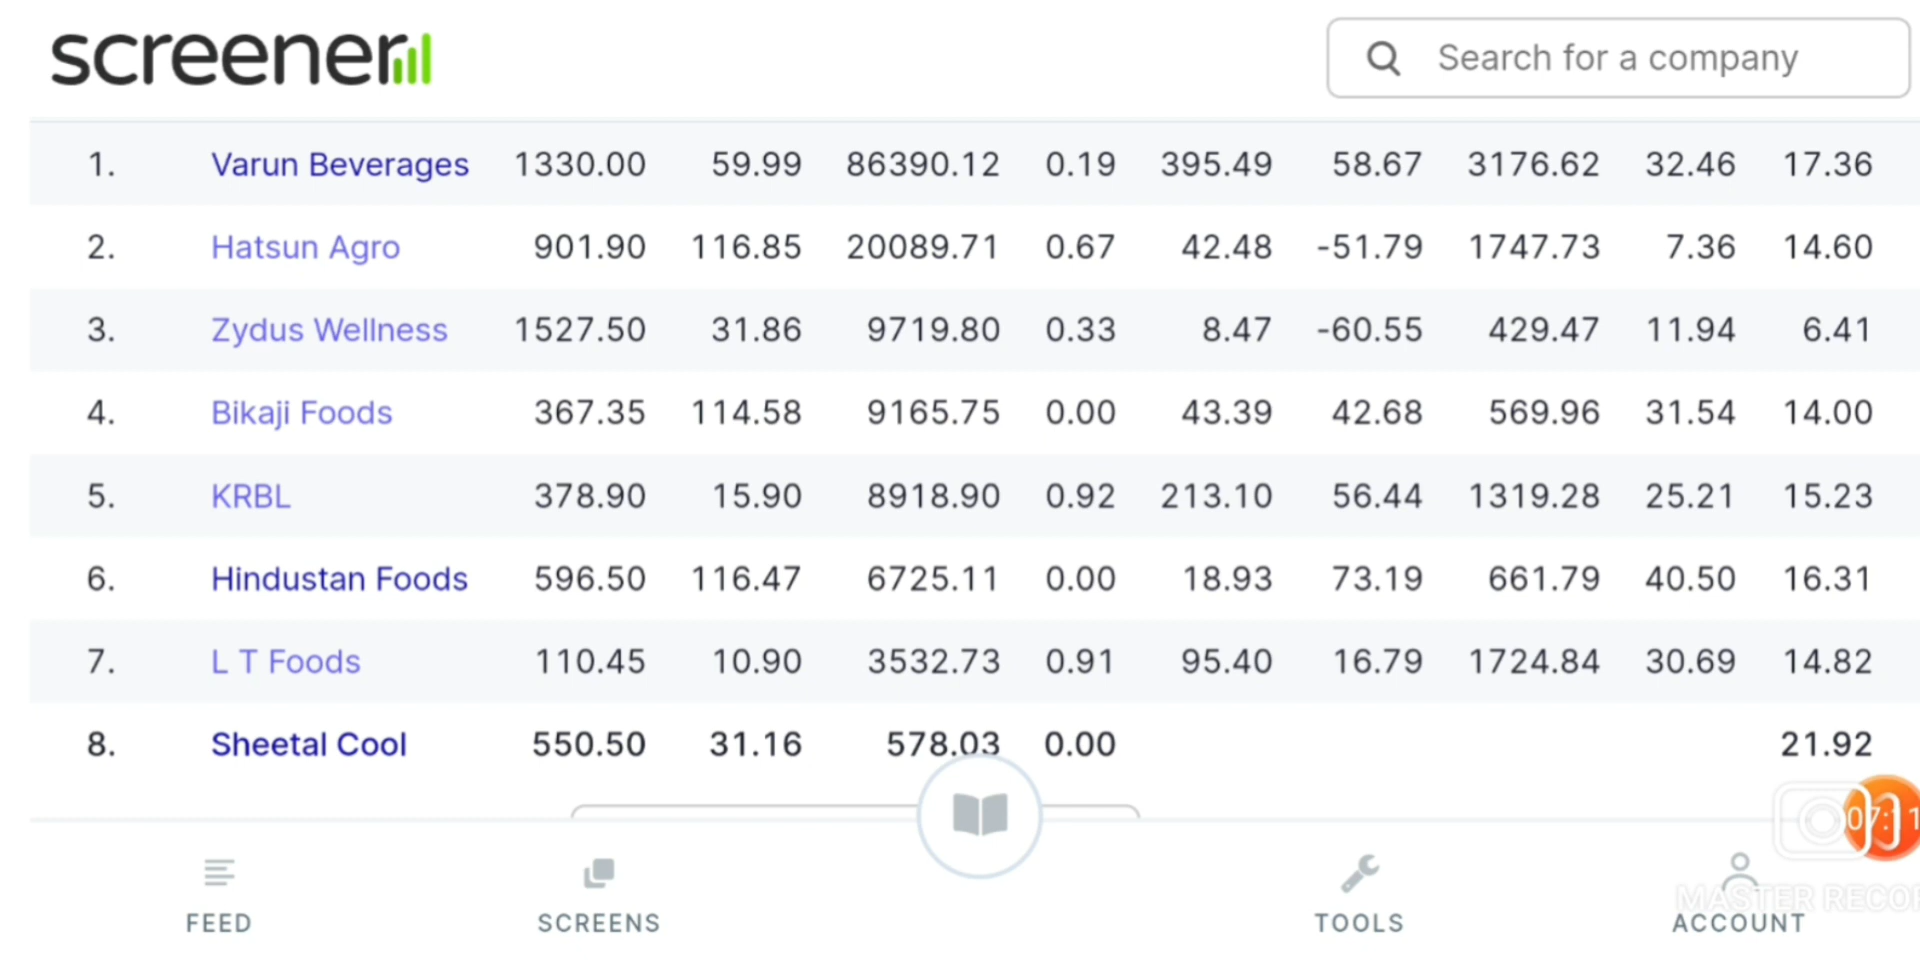 screener
Search for a company
1. Varun Beverages 1330.00 59.99 86390.12 0.19 395.49 58.67 3176.62 32.46 17.36
2. Hatsun Agro 901.90 116.85 20089.71 0.67 42.48 -51.79 1747.73 7.36 14.60
3. Zydus Wellness 1527.50 31.86 9719.80 0.33 8.47 -60.55 429.47 11.94 6.41
4. Bikaji Foods 367.35 114.58 9165.75 0.00 43.39 42.68 569.96 31.54 14.00
5. KRBL 378.90 15.90 8918.90 0.92 213.10 56.44 1319.28 25.21 15.23
6. Hindustan Foods 596.50 116.47 6725.11 0.00 18.93 73.19 661.79 40.50 16.31
7. L T Foods 110.45 10.90 3532.73 0.91 95.40 16.79 1724.84 30.69 14.82
8. Sheetal Cool 550.50 31.16 578.03 0.00 21.92
MASTER
FEED SCREENS TOOLS ACCOUNT